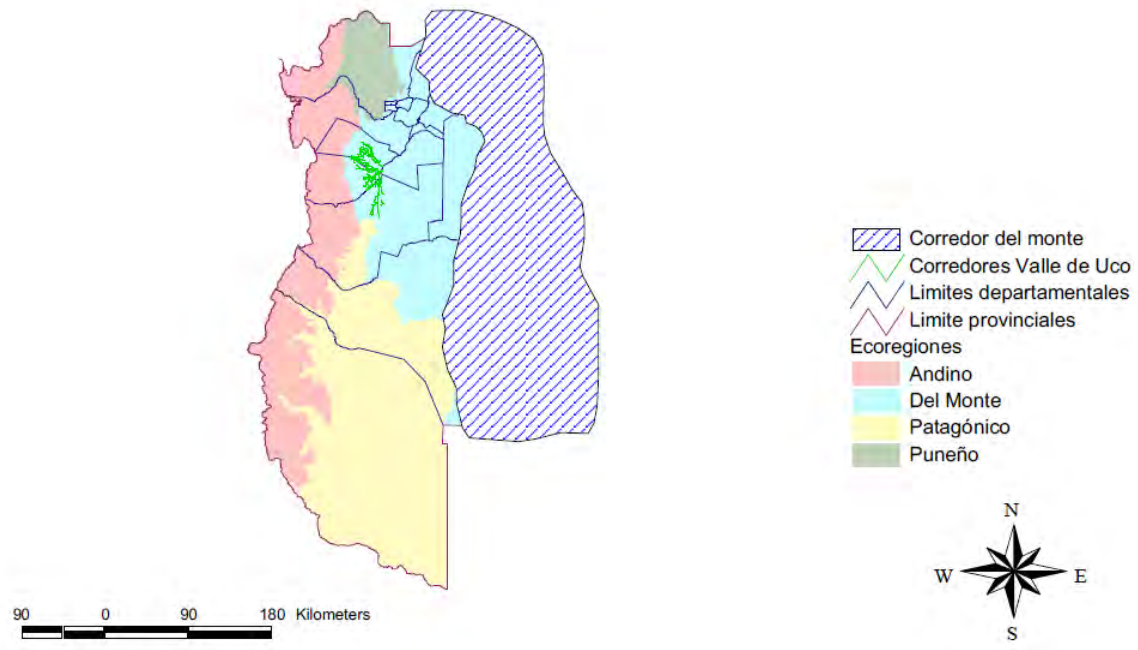 Corredor del monte
Corredores Valle de Uco
Limites departamentales
Limite provinciales
Ecoregiones
Andino
Del Monte
Patagónico
Puneño
N
W E
S
90 0 90 180 Kilometers